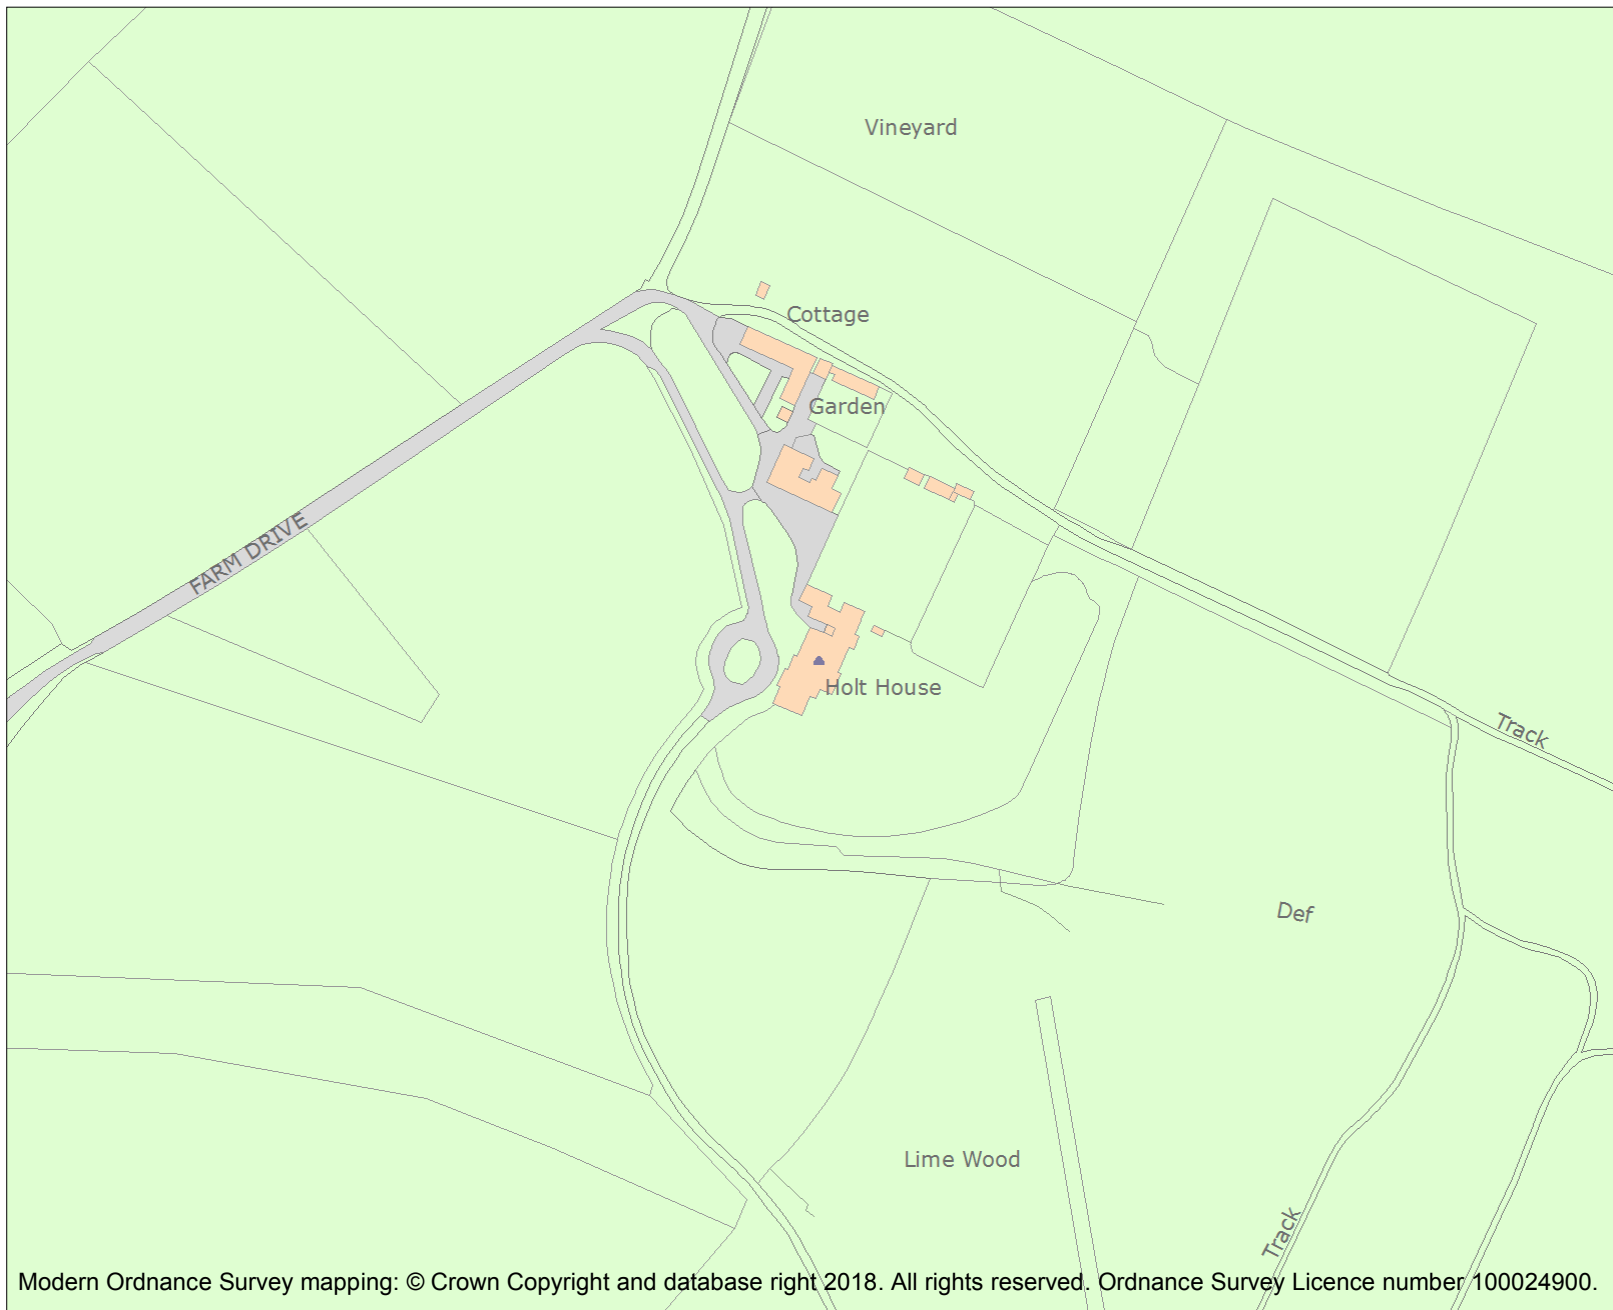 Vineyard
Cottage
Garden
FARM DRIVE
Holt House
Track
Def
Lime Wood
Track
Modern Ordnance Survey mapping: © Crown Copyright and database right 2018. All rights reserved. Ordnance Survey Licence number 100024900.